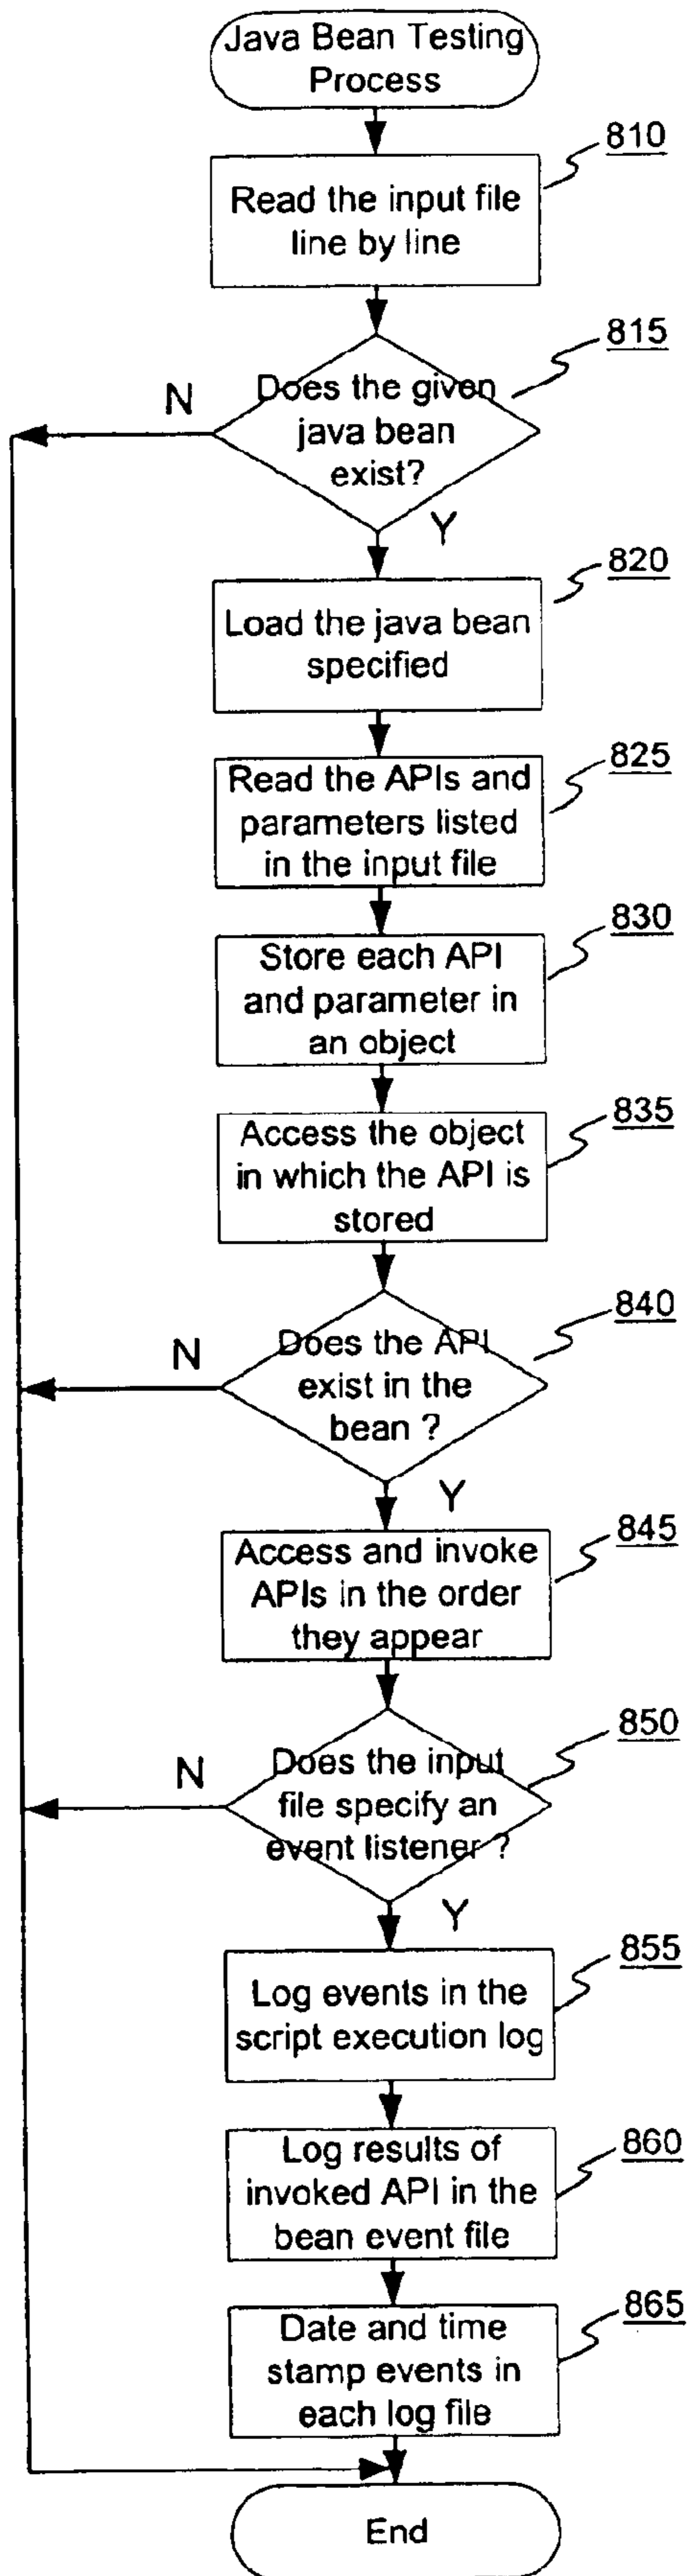 Java Bean Testing
Process
810
Read the input file
line by line
815
N
Does the given
java bean
exist?
Y
820
Load the java bean
specified
825
Read the APIs and
parameters listed
in the input file
830
Store each API
and parameter in
an object
835
Access the object
in which the API is
stored
840
N
Does the API
exist in the
bean ?
Y
845
Access and invoke
APIs in the order
they appear
850
N
Does the input
file specify an
event listener ?
Y
855
Log events in the
script execution log
860
Log results of
invoked API in the
bean event file
865
Date and time
stamp events in
each log file
End